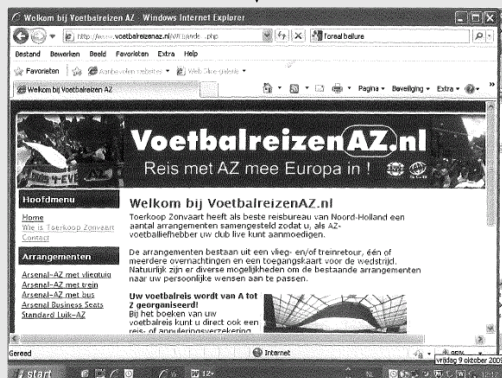 Welkom bij Voetbalreizen AZ - Windows Internet Explorer
foreal beilure
Bestand Bewerken Beeld Favorieten Extra Help
Favorieten
Welkom bij Voetbalreizen AZ
Pagina Beveiliging Extra
VoetbalreizenAZ.nl
Reis met AZ mee Europa in !
Hoofdmenu
Home
Wie is Toerkoop Zonvaart
Contact
Arrangementen
Arsenal-AZ met vliegtuig
Arsenal-AZ met trein
Arsenal-AZ met bus
Arsenal Business Seats
Standard Luik-AZ
Welkom bij VoetbalreizenAZ.nl
Toerkoop Zonvaart heeft als beste reisbureau van Noord-Holland een
aantal arrangementen samengesteld zodat u, als AZ-
voetballiefhebber uw club live kunt aanmoedigen.
De arrangementen bestaan uit een vlieg- en/of treinretour, één of
meerdere overnachtingen en een toegangskaart voor de wedstrijd.
Natuurlijk zijn er diverse mogelijkheden om de bestaande arrangementen
naar uw persoonlijke wensen aan te passen.
Uw voetbalreis wordt van A tot
Z georganiseerd!
Bij het boeken van uw
voetbalreis kunt u direct ook een
reis- of annuleringsverzekering
Gereed Internet 95%
vrijdag 9 oktober 2009
start NL